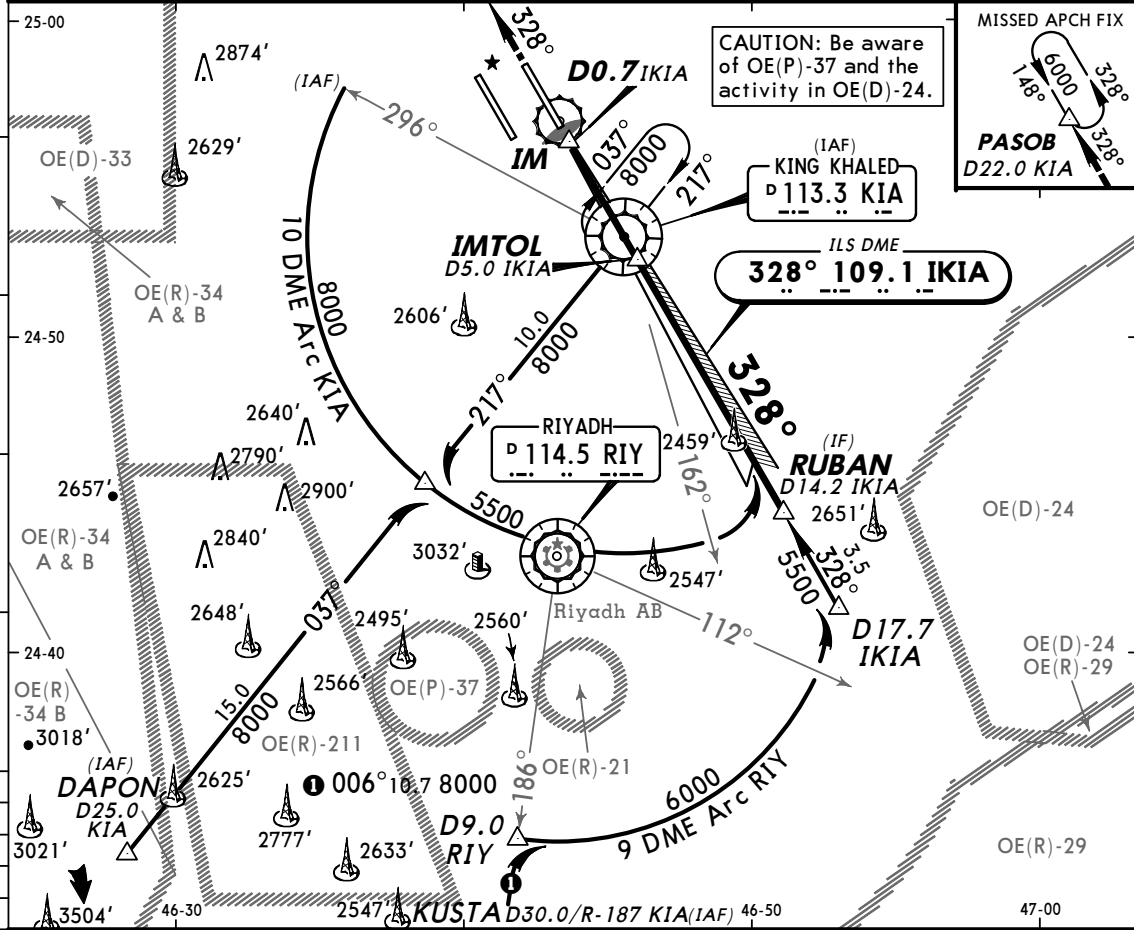 25-00
2874'
(IAF)
328°
D0.7 IKIA
CAUTION: Be aware
of OE(P)-37 and the
activity in OE(D)-24.
MISSED APCH FIX
6000
148°
328°
328°
PASOB
D22.0 KIA
296°
OE(D)-33
2629'
IM
037°
8000
217°
(IAF)
KING KHALED
D 113.3 KIA
10 DME Arc KIA
8000
IMTOL
D5.0 IKIA
ILS DME
328° 109.1 IKIA
OE(R)-34
A & B
2606'
10.0
8000
217°
24-50
328°
2640'
RIYADH
D 114.5 RIY
2459'
162°
(IF)
RUBAN
D14.2 IKIA
2790'
2657'
2900'
5500
2651'
OE(D)-24
OE(R)-34
A & B
2840'
3032'
2547'
3.5
328°
5500
Riyadh AB
112°
D17.7
IKIA
037°
2648'
2495'
2560'
24-40
OE(D)-24
OE(R)-29
OE(R)
-34 B
3018'
15.0
8000
2566'
OE(P)-37
OE(R)-211
OE(R)-21
(IAF)
DAPON
D25.0
KIA
2625'
1 006° 10.7 8000
186°
6000
9 DME Arc RIY
2777'
D9.0
RIY
3021'
2633'
OE(R)-29
1
3504'
46-30
2547'
KUSTA D30.0/R-187 KIA(IAF)
46-50
47-00